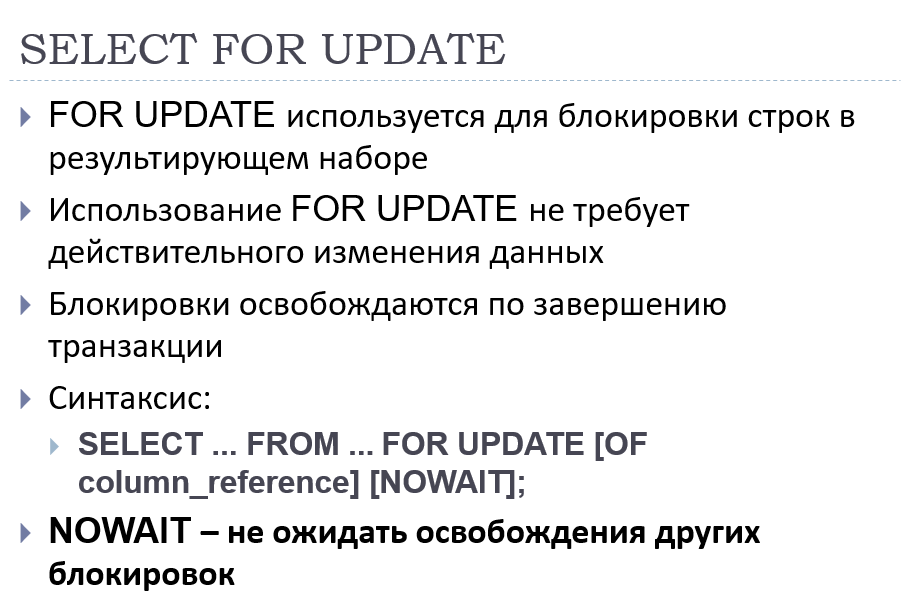 SELECT FOR UPDATE
FOR UPDATE используется для блокировки строк в
результирующем наборе
Использование FOR UPDATE не требует
действительного изменения данных
Блокировки освобождаются по завершению
транзакции
Синтаксис:
SELECT ... FROM ... FOR UPDATE [OF
column_reference] [NOWAIT];
NOWAIT – не ожидать освобождения других
блокировок